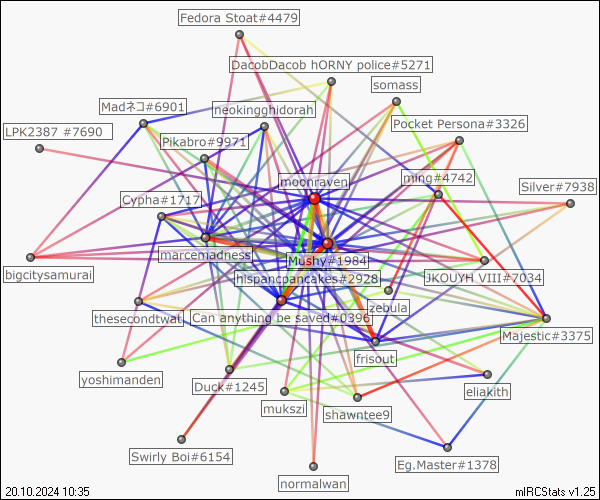 Fedora Stoat#4479
DacobDacob hORNY police#5271
somass
Madネコ#6901
neokingghidorah
Pocket Persona#3326
LPK2387 #7690
Pikabro#9971
moonraven
ming#4742
Silver#7938
Cypha#1717
marcemadness
Mushy#1984
bigcitysamurai
hispancpancakes#2928
JKOUYH VIII#7034
zebula
thesecondtwat
Can anything be saved#0396
Majestic#3375
frisout
yoshimanden
Duck#1245
eliakith
mukszi
shawntee9
Swirly Boi#6154
Eg.Master#1378
normalwan
20.10.2024 10:35
mIRCStats v1.25